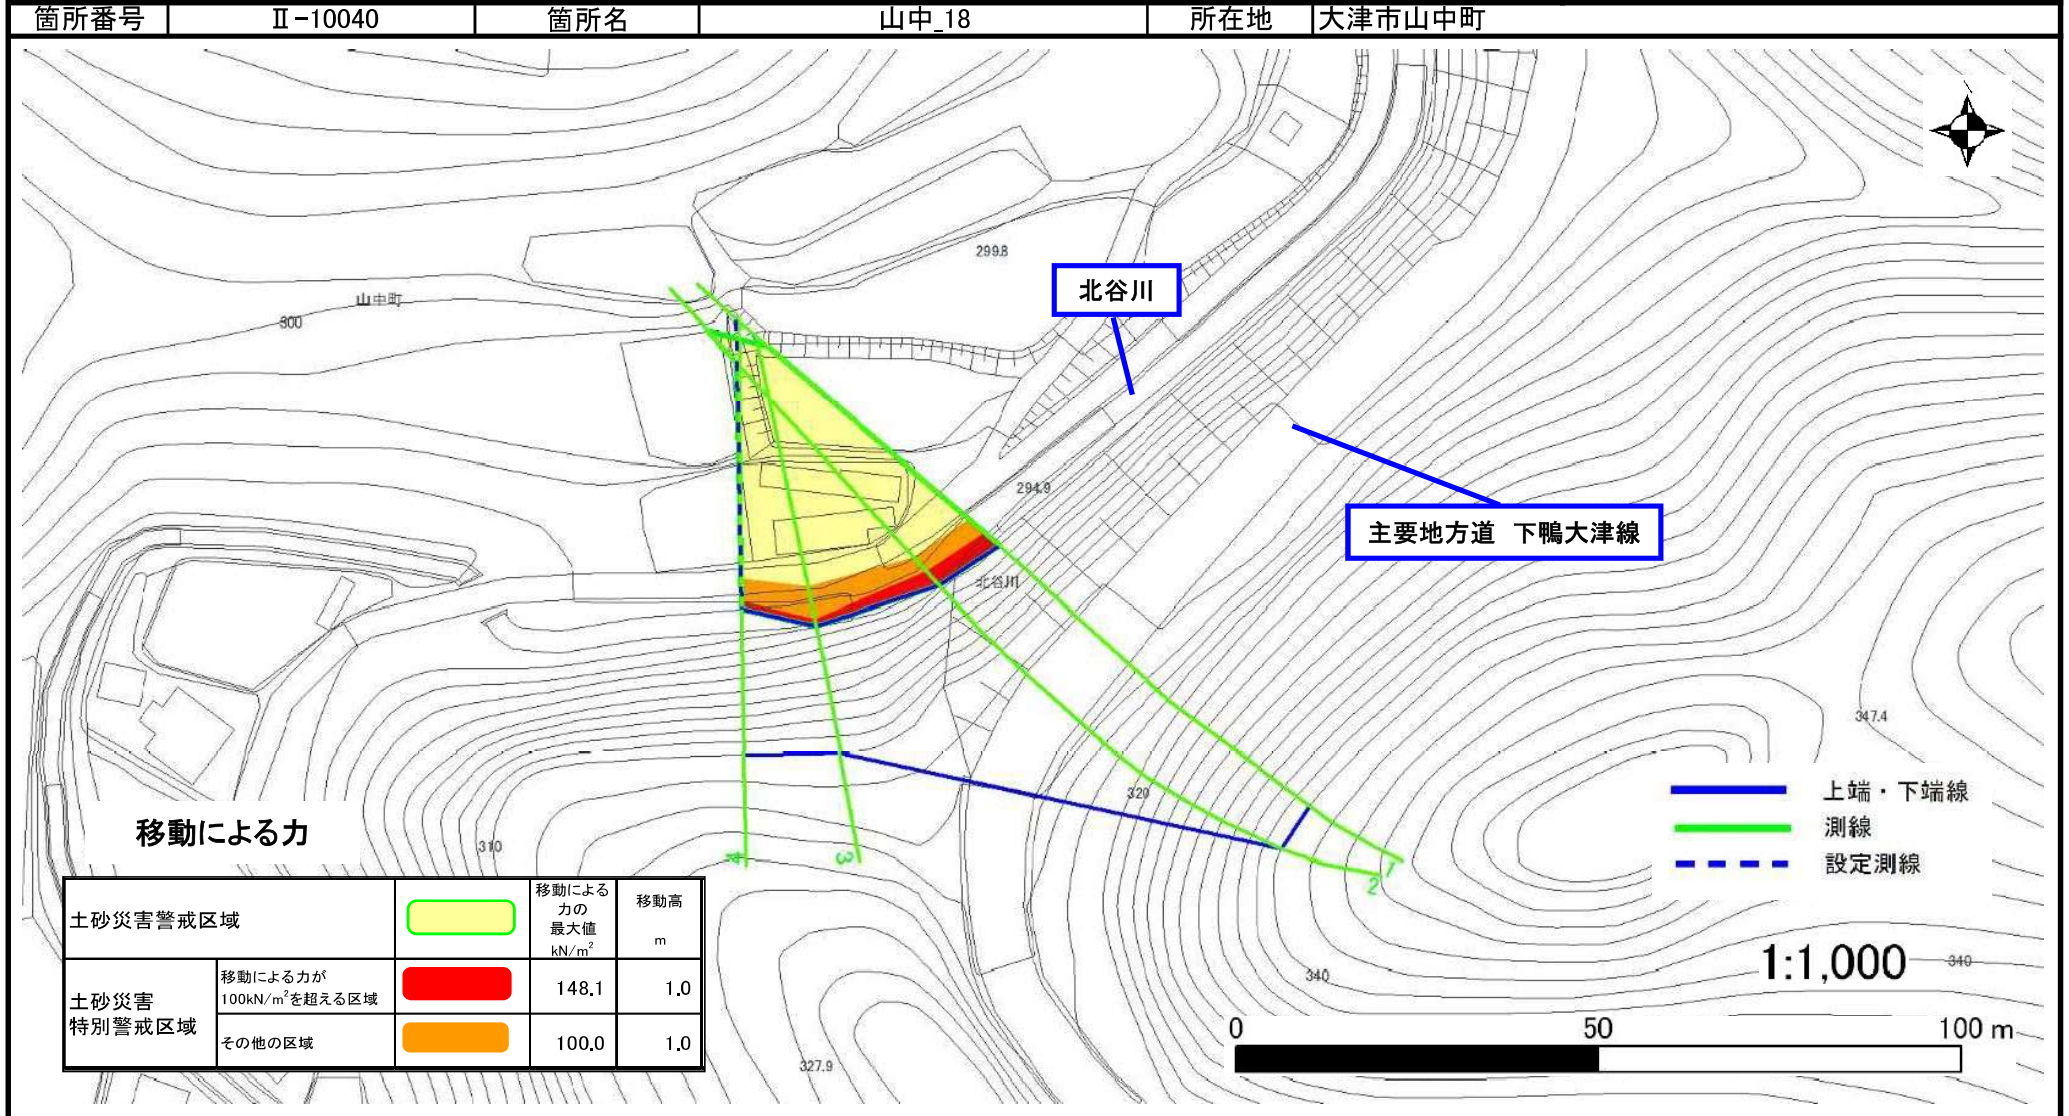 箇所番号 Ⅱ-10040 箇所名 山中_18 所在地 大津市山中町
299.8
北谷川
山中町
300
294.9
主要地方道 下鴨大津線
北谷川
347.4
320
上端・下端線
測線
設定測線
移動による力
310
4
3
1
2
土砂災害警戒区域
移動による
力の
最大値
kN/m²
移動高
m
土砂災害
特別警戒区域
移動による力が
100kN/m²を超える区域
148.1 1.0
その他の区域
100.0 1.0
1:1,000
340
340
327.9
0 50 100 m